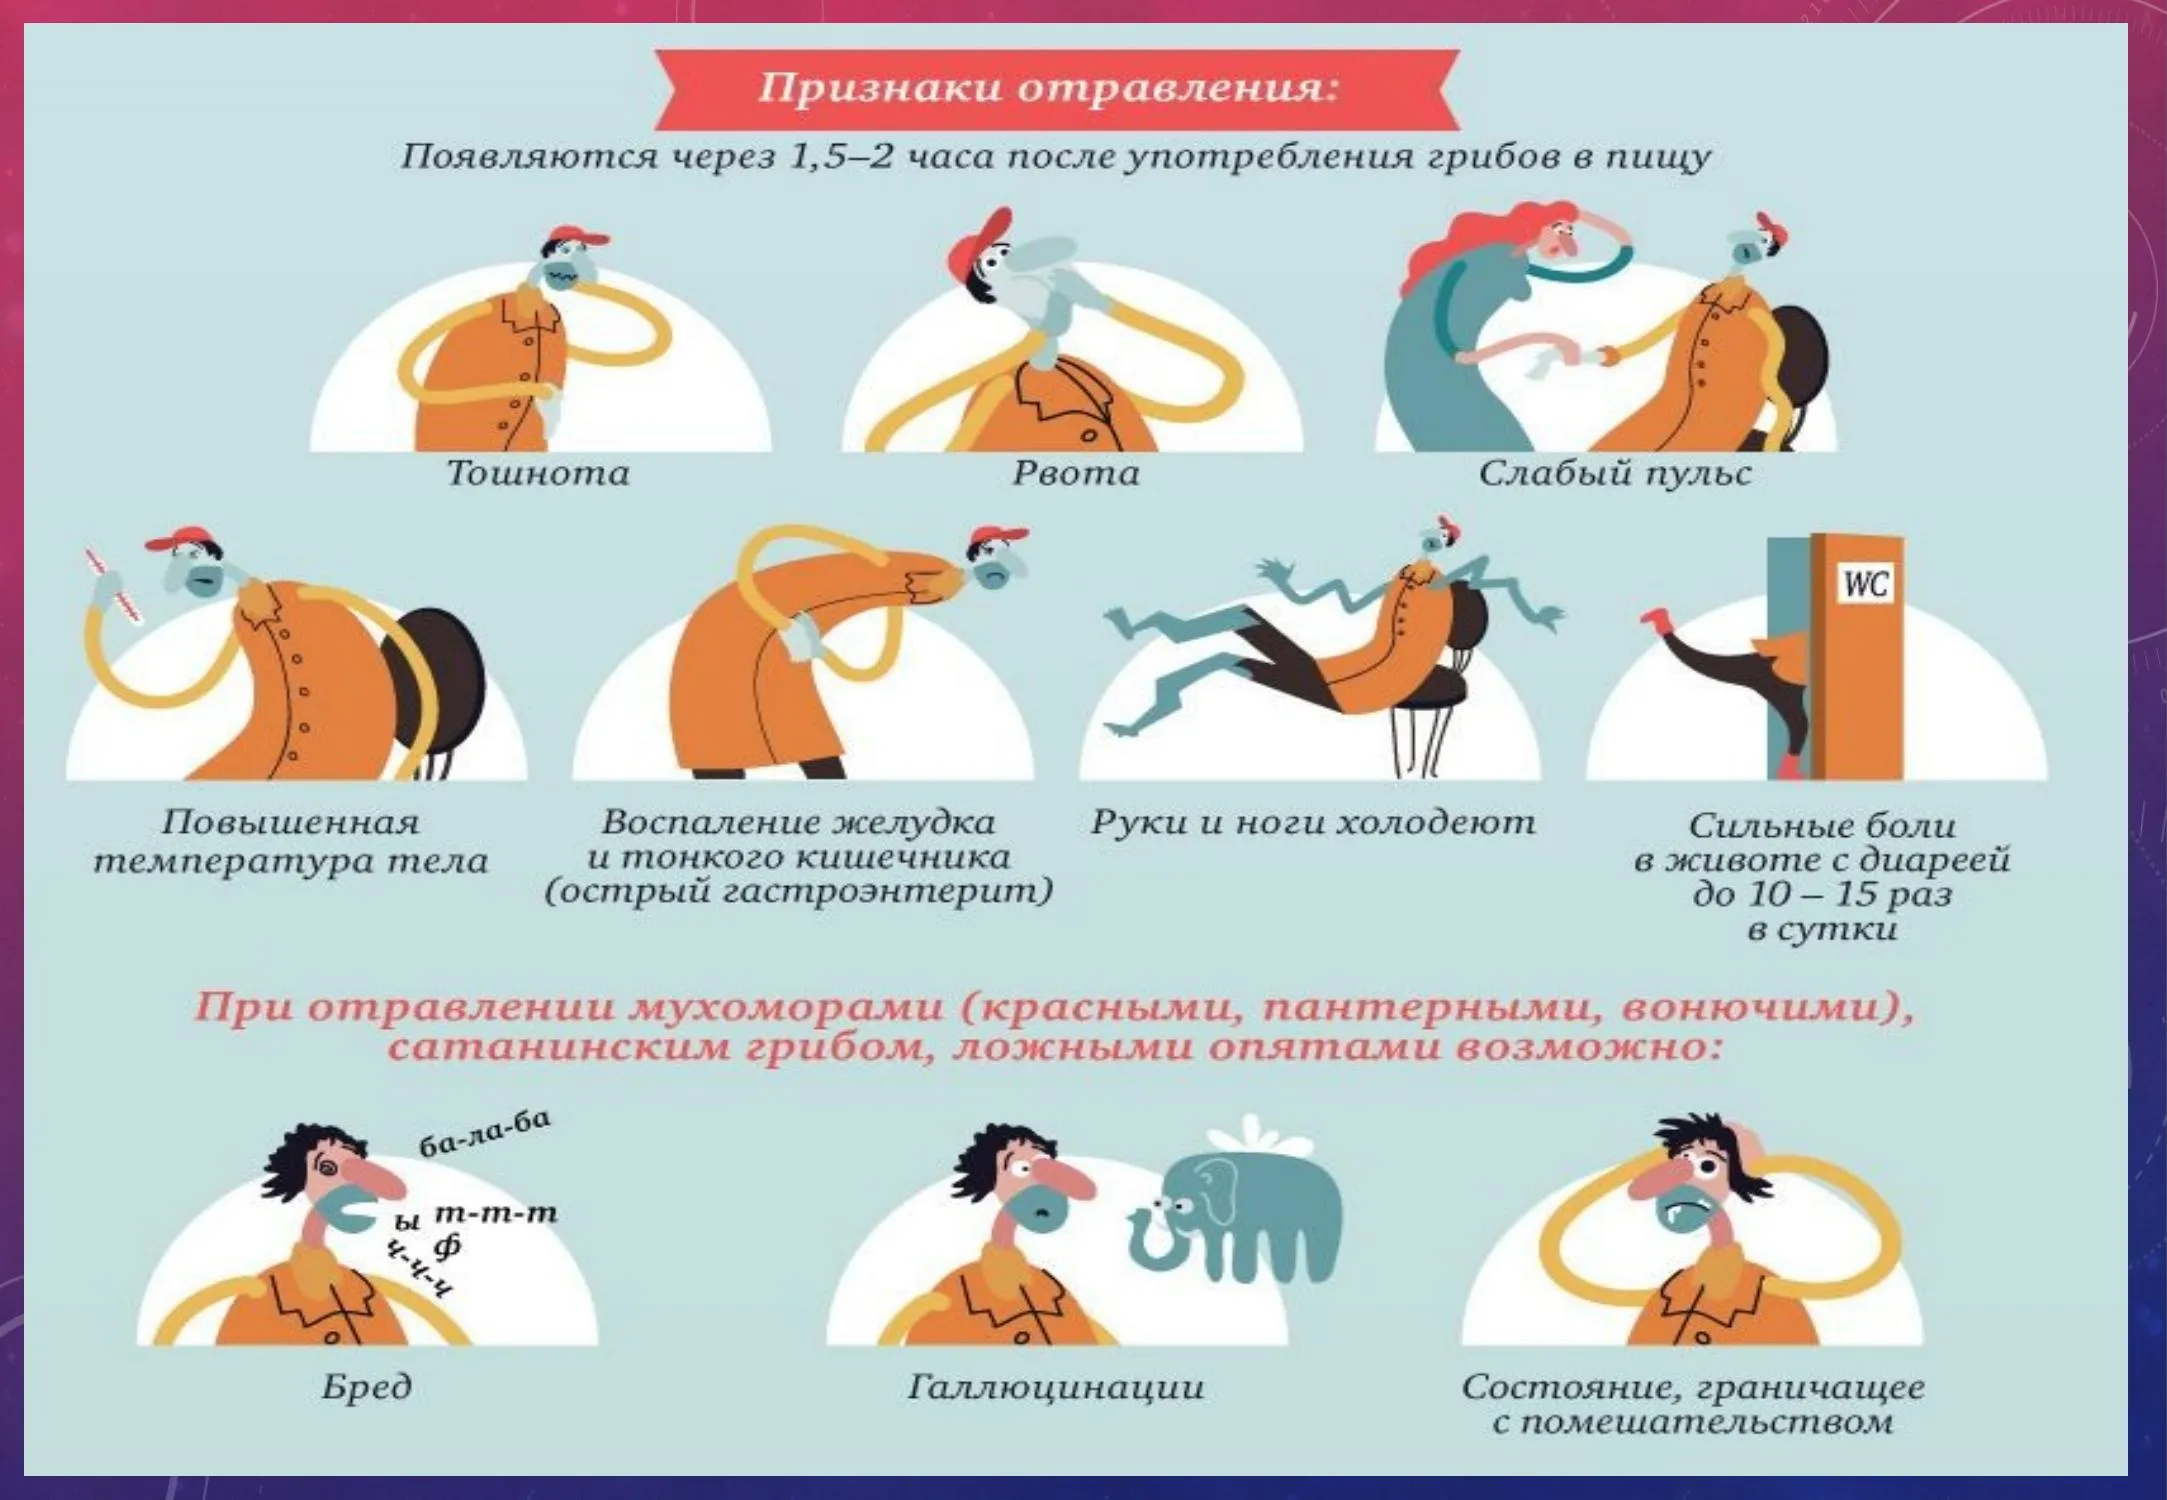 Признаки отравления:
Появляются через 1,5–2 часа после употребления грибов в пищу
Тошнота
Рвота
Слабый пульс
WC
Повышенная
температура тела
Воспаление желудка
и тонкого кишечника
(острый гастроэнтерит)
Руки и ноги холодеют
Сильные боли
в животе с диареей
до 10 – 15 раз
в сутки
При отравлении мухоморами (красными, пантерными, вонючими),
сатанинским грибом, ложными опятами возможно:
ба-ла-ба
ы т-т-т
ф
ч-ч-ч
Бред
Галлюцинации
Состояние, граничащее
с помешательством